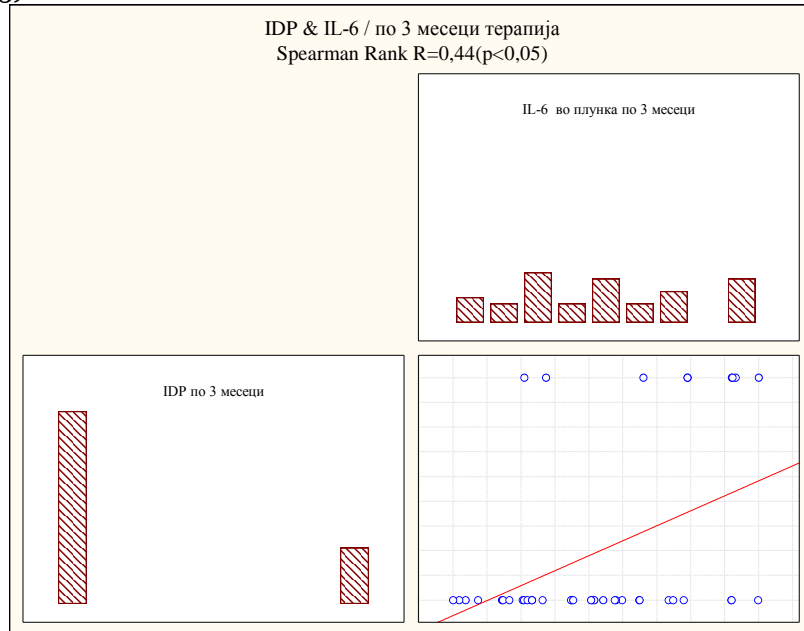 IDP & IL-6 / по 3 месеци терапија
Spearman Rank R=0,44(p<0,05)
IL-6 во плунка по 3 месеци
IDP по 3 месеци